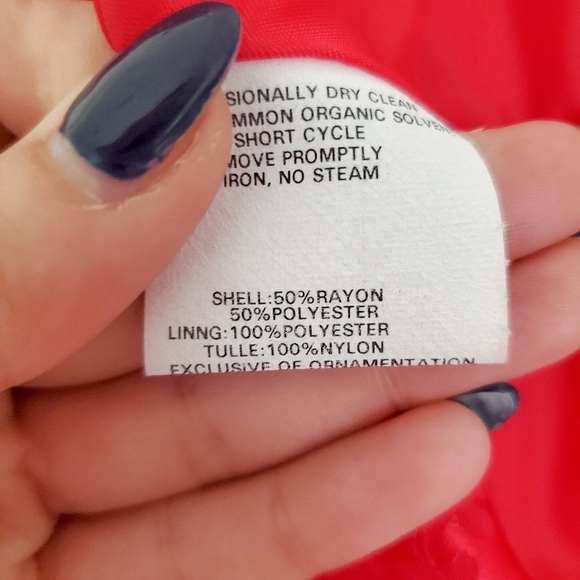 SIONALLY DRY CLEAN
MMON ORGANIC SOLVEN
SHORT CYCLE
MOVE PROMPTLY
IRON, NO STEAM
SHELL:50%RAYON
50%POLYESTER
LINNG:100%POLYESTER
TULLE:100%NYLON
EXCLUSIVE OF ORNAMENTATION